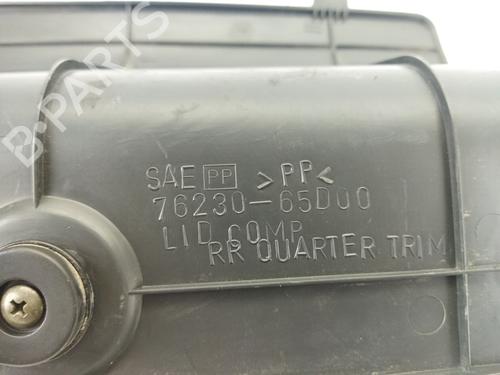 SAE PP >PP<
76230-65D00
LID COMP
RR QUARTER TRIM
B-PARTS